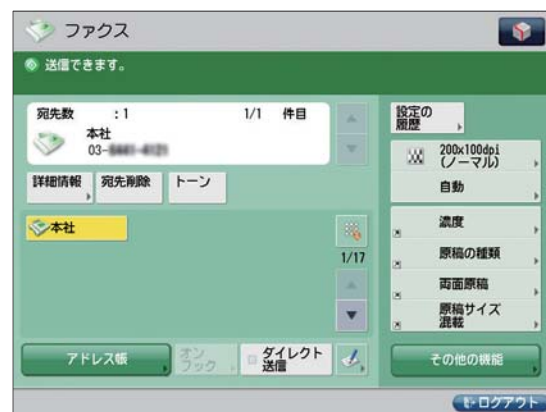 ファクス
送信できます。
宛先数 :1 1/1 件目
本社
03-
詳細情報 宛先削除 トーン
本社
1/17
アドレス帳
オン
フック
ダイレクト
送信
設定の
履歴
200x100dpi
(ノーマル)
自動
濃度
原稿の種類
両面原稿
原稿サイズ
混載
その他の機能
ログアウト